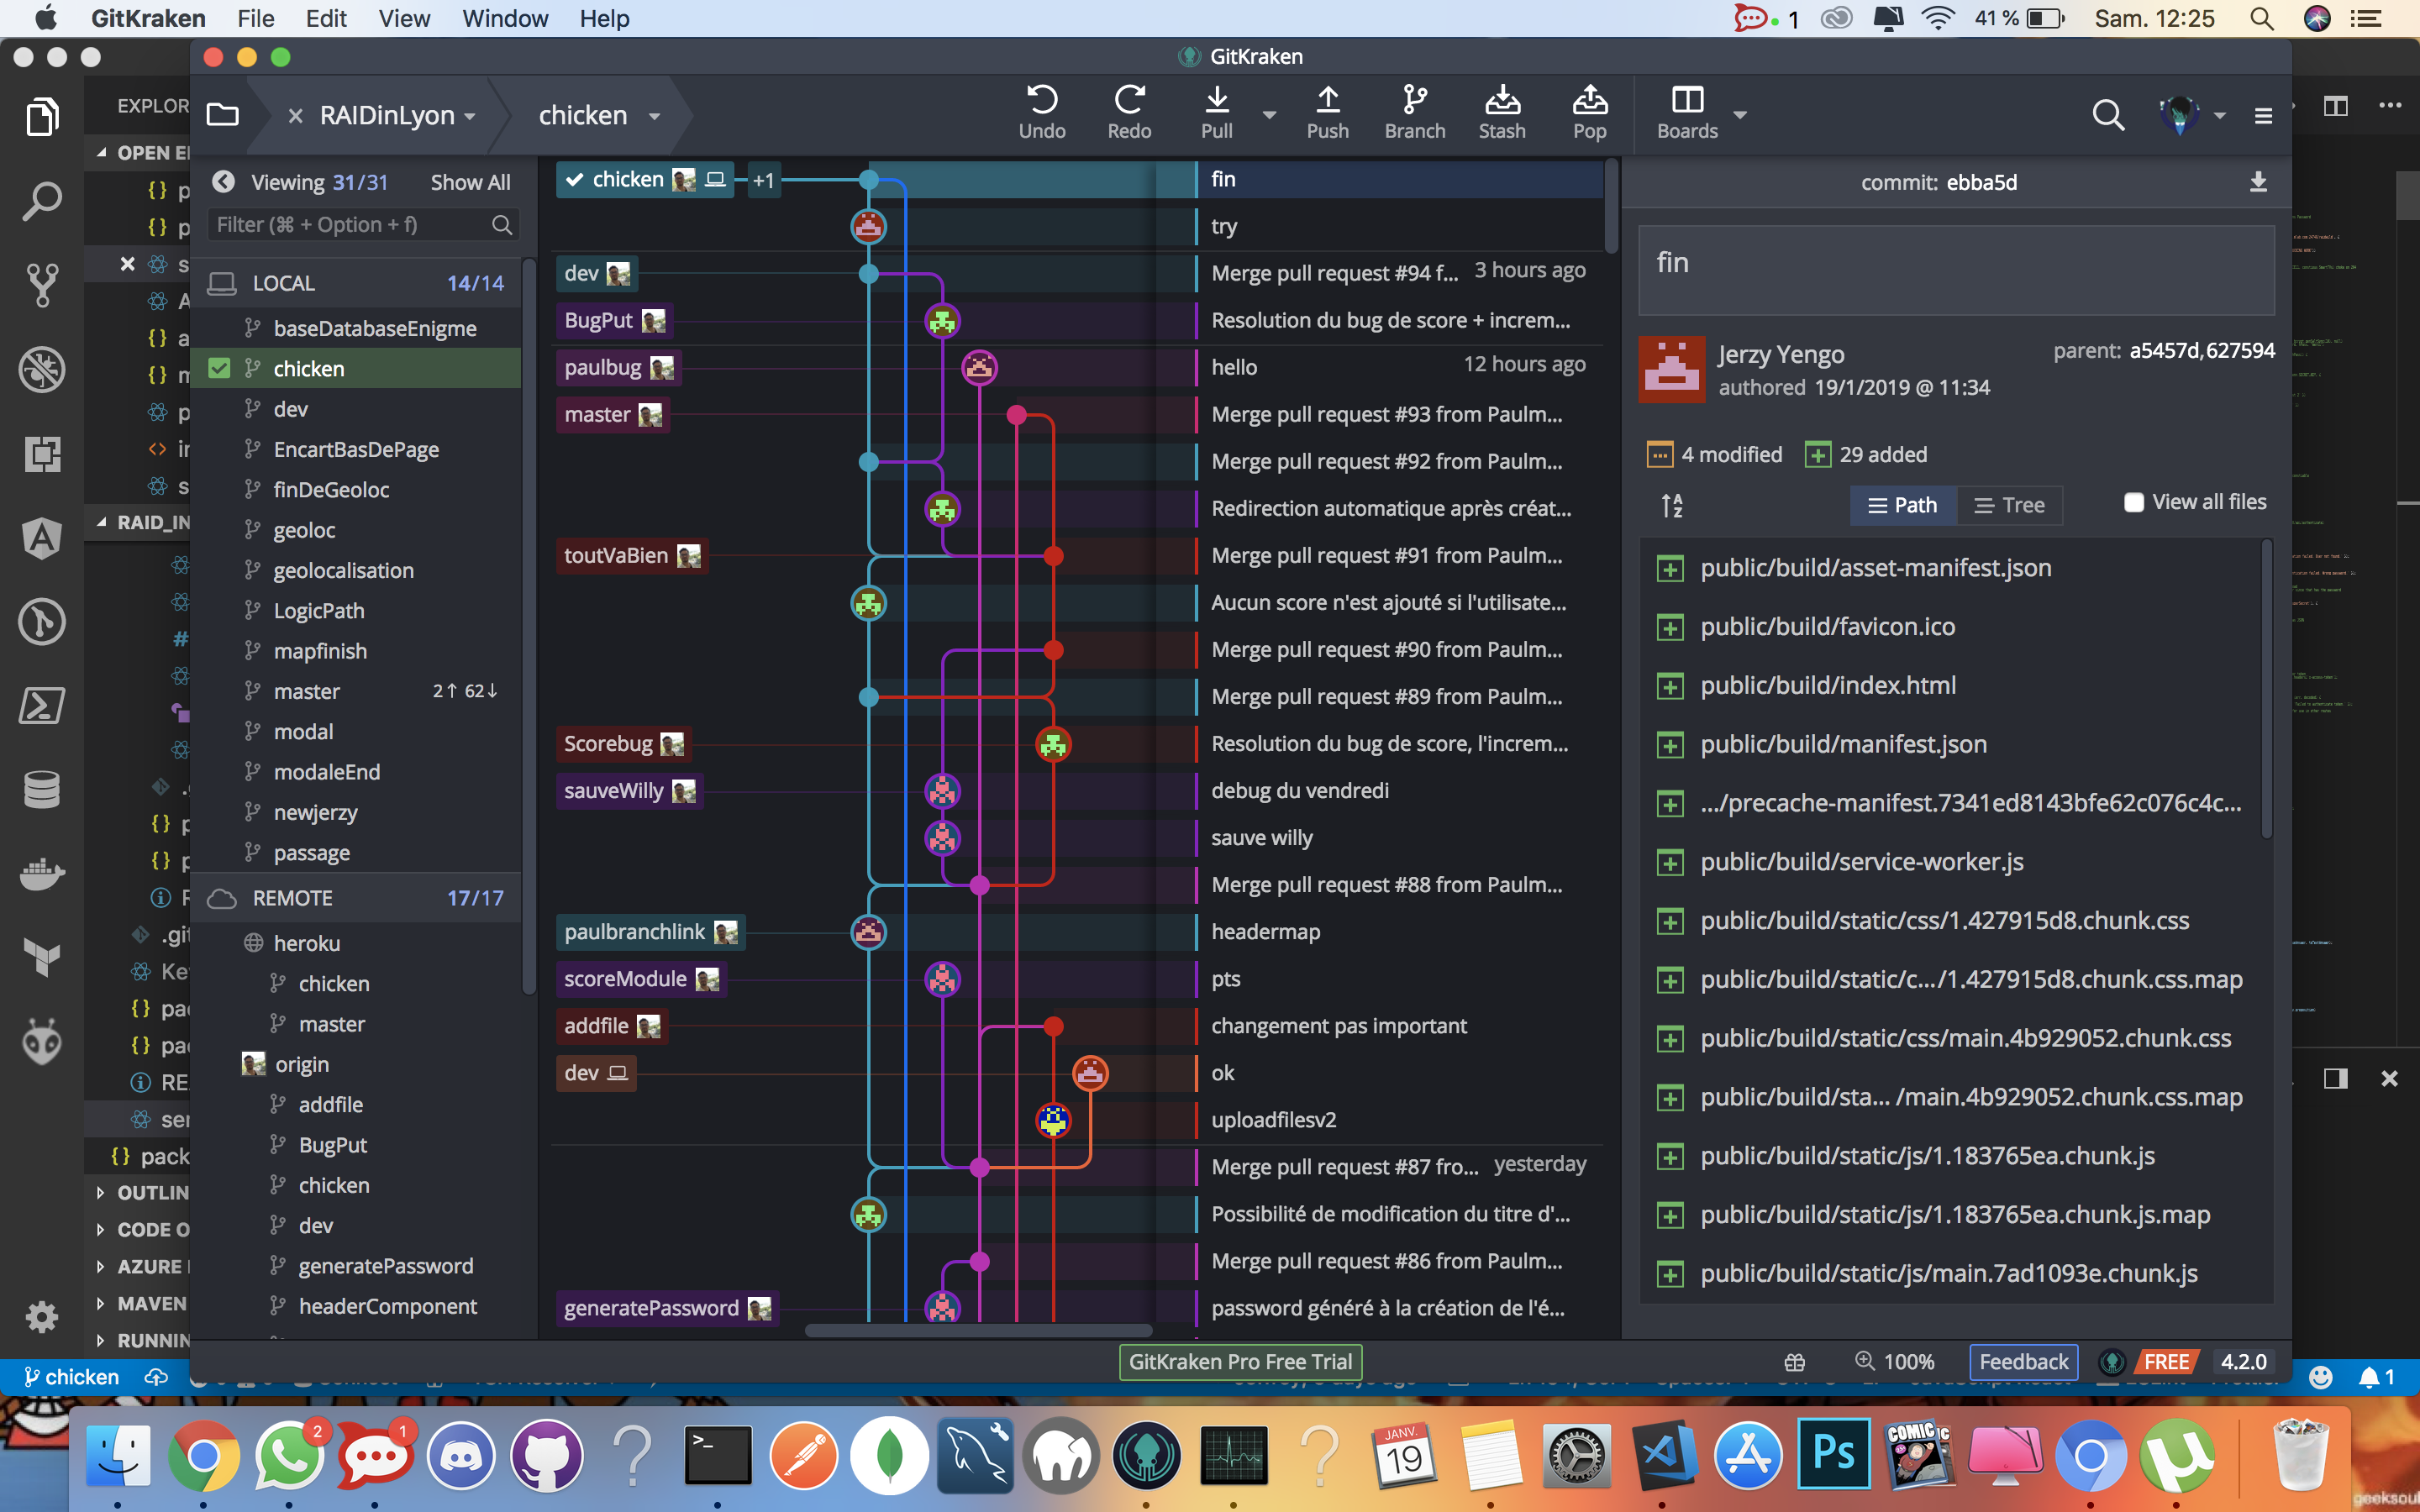 GitKraken File Edit View Window Help
1 41 % Sam. 12:25
GitKraken
EXPLOR
RAIDinLyon
chicken
Undo Redo Pull Push Branch Stash Pop Boards
OPEN E
RAID_IN
.git
Ke
pac
pac
RE
ser
pack
OUTLIN
CODE O
AZURE
MAVEN
RUNNIN
Viewing 31/31 Show All
Filter (⌘ + Option + f)
LOCAL 14/14
baseDatabaseEnigme
chicken
dev
EncartBasDePage
finDeGeoloc
geoloc
geolocalisation
LogicPath
mapfinish
master 2↑ 62↓
modal
modaleEnd
newjerzy
passage
REMOTE 17/17
heroku
chicken
master
origin
addfile
BugPut
chicken
dev
generatePassword
headerComponent
chicken +1 fin
try
dev Merge pull request #94 f... 3 hours ago
BugPut Resolution du bug de score + increm...
paulbug hello 12 hours ago
master Merge pull request #93 from Paulm...
Merge pull request #92 from Paulm...
Redirection automatique après créat...
toutVaBien Merge pull request #91 from Paulm...
Aucun score n'est ajouté si l'utilisate...
Merge pull request #90 from Paulm...
Merge pull request #89 from Paulm...
Scorebug Resolution du bug de score, l'increm...
sauveWilly debug du vendredi
sauve willy
Merge pull request #88 from Paulm...
paulbranchlink headermap
scoreModule pts
addfile changement pas important
dev ok
uploadfilesv2
Merge pull request #87 fro... yesterday
Possibilité de modification du titre d'...
Merge pull request #86 from Paulm...
generatePassword password généré à la création de l'é...
commit: ebba5d
fin
Jerzy Yengo
authored 19/1/2019 @ 11:34
parent: a5457d,627594
4 modified 29 added
Path Tree View all files
public/build/asset-manifest.json
public/build/favicon.ico
public/build/index.html
public/build/manifest.json
.../precache-manifest.7341ed8143bfe62c076c4c...
public/build/service-worker.js
public/build/static/css/1.427915d8.chunk.css
public/build/static/c.../1.427915d8.chunk.css.map
public/build/static/css/main.4b929052.chunk.css
public/build/sta... /main.4b929052.chunk.css.map
public/build/static/js/1.183765ea.chunk.js
public/build/static/js/1.183765ea.chunk.js.map
public/build/static/js/main.7ad1093e.chunk.js
GitKraken Pro Free Trial 100% Feedback FREE 4.2.0
chicken 1
2 1
>_
JANV.
19
Ps
COMIC
geeksoul